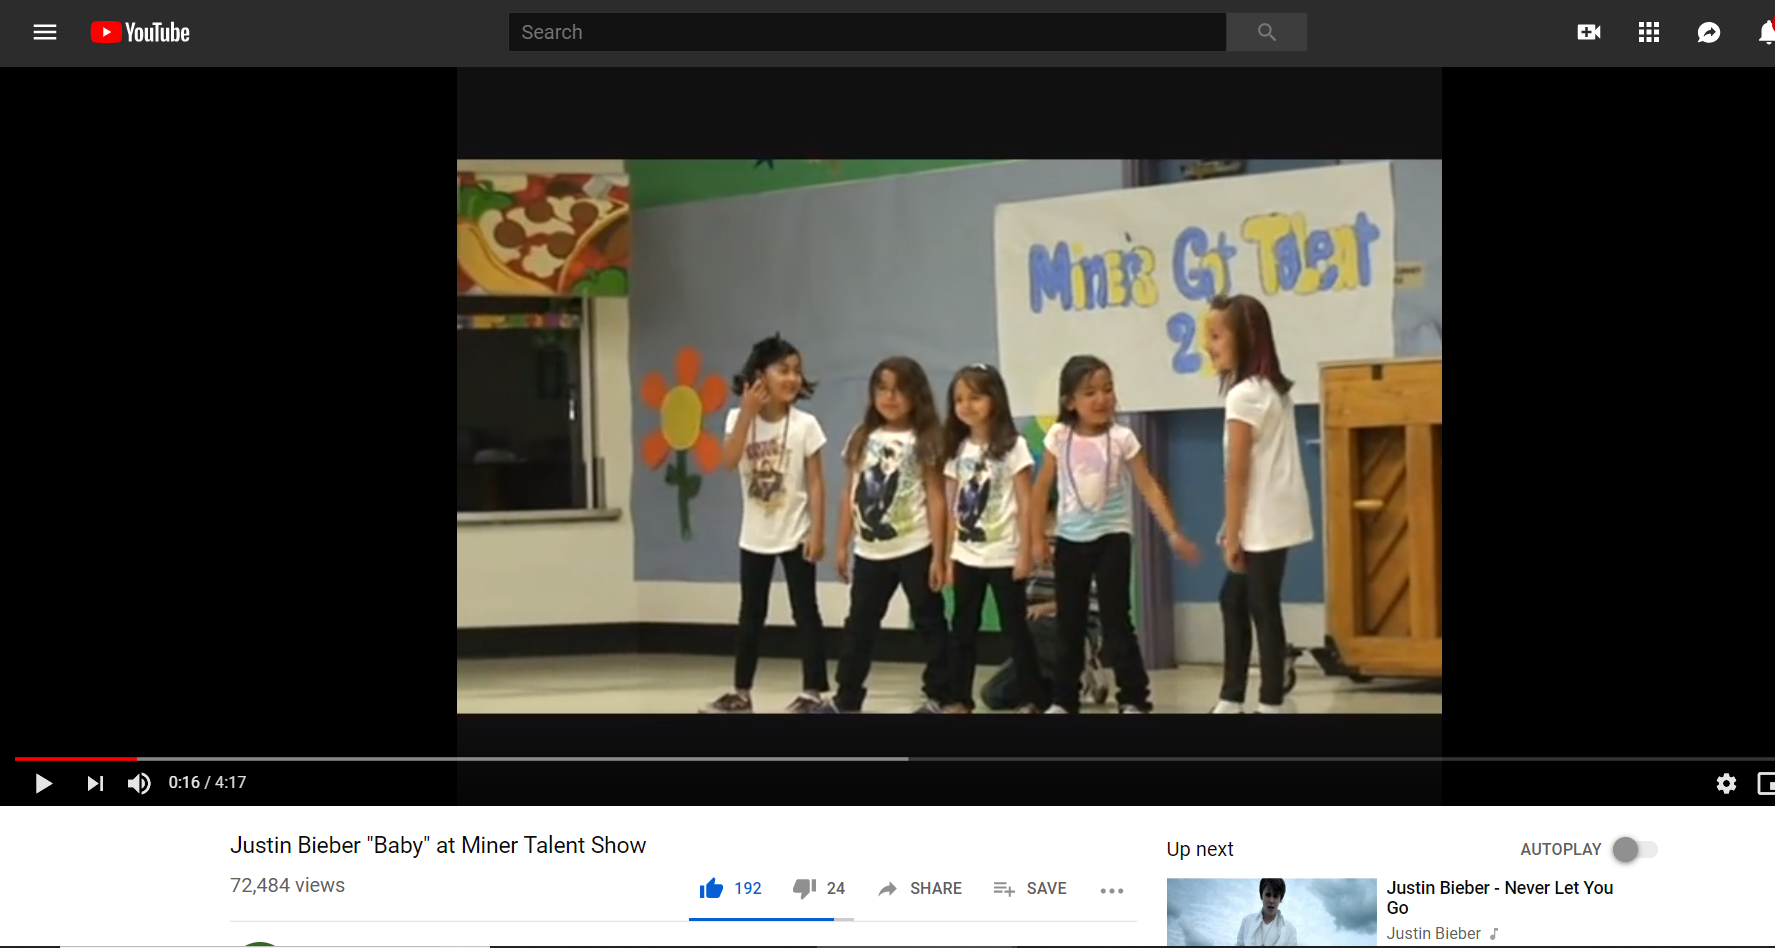 YouTube
Search
Miner's Got Talent
0:16 / 4:17
Justin Bieber "Baby" at Miner Talent Show
72,484 views
192
24
SHARE
SAVE
Up next
AUTOPLAY
Justin Bieber - Never Let You
Go
Justin Bieber